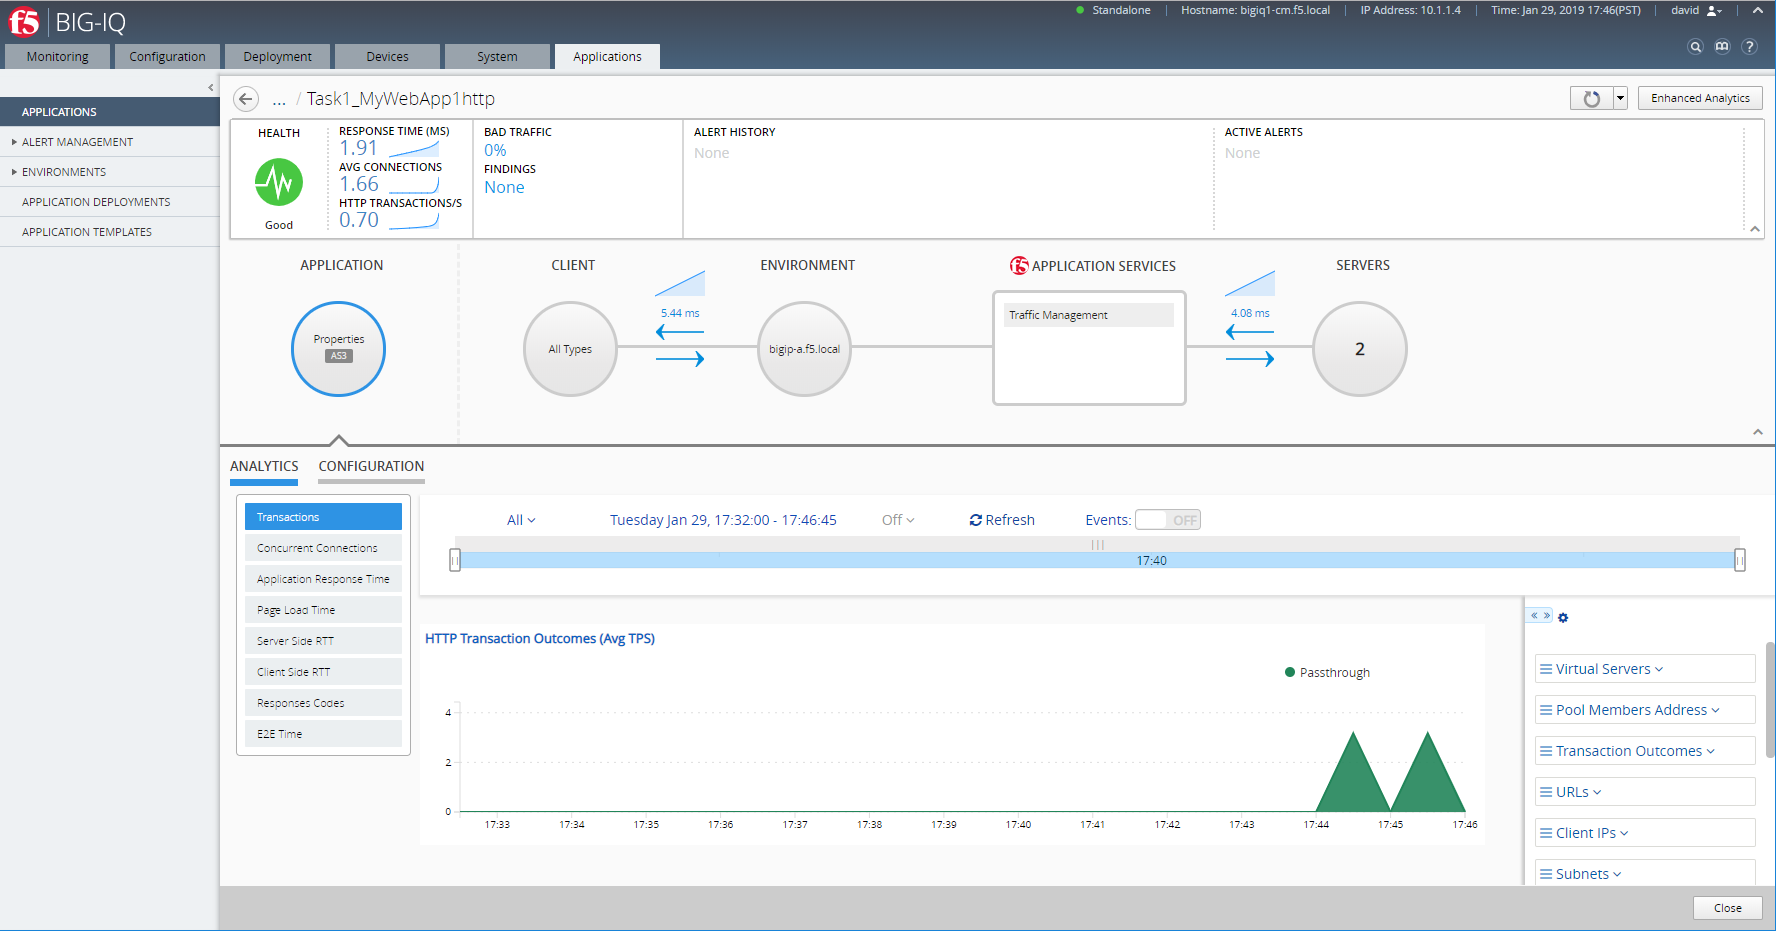 f5 BIG-IQ
Standalone Hostname: bigiq1-cm.f5.local IP Address: 10.1.1.4 Time: Jan 29, 2019 17:46(PST) david
Monitoring Configuration Deployment Devices System Applications
?
APPLICATIONS
ALERT MANAGEMENT
ENVIRONMENTS
APPLICATION DEPLOYMENTS
APPLICATION TEMPLATES
... / Task1_MyWebApp1http
Enhanced Analytics
HEALTH
Good
RESPONSE TIME (MS)
1.91
AVG CONNECTIONS
1.66
HTTP TRANSACTIONS/S
0.70
BAD TRAFFIC
0%
FINDINGS
None
ALERT HISTORY
None
ACTIVE ALERTS
None
APPLICATION CLIENT ENVIRONMENT f5 APPLICATION SERVICES SERVERS
Properties
AS3
All Types
5.44 ms
bigip-a.f5.local
Traffic Management
4.08 ms
2
ANALYTICS CONFIGURATION
Transactions
Concurrent Connections
Application Response Time
Page Load Time
Server Side RTT
Client Side RTT
Responses Codes
E2E Time
All Tuesday Jan 29, 17:32:00 - 17:46:45 Off Refresh Events: OFF
17:40
HTTP Transaction Outcomes (Avg TPS)
Passthrough
4
2
0
17:33 17:34 17:35 17:36 17:37 17:38 17:39 17:40 17:41 17:42 17:43 17:44 17:45 17:46
Virtual Servers
Pool Members Address
Transaction Outcomes
URLs
Client IPs
Subnets
Close